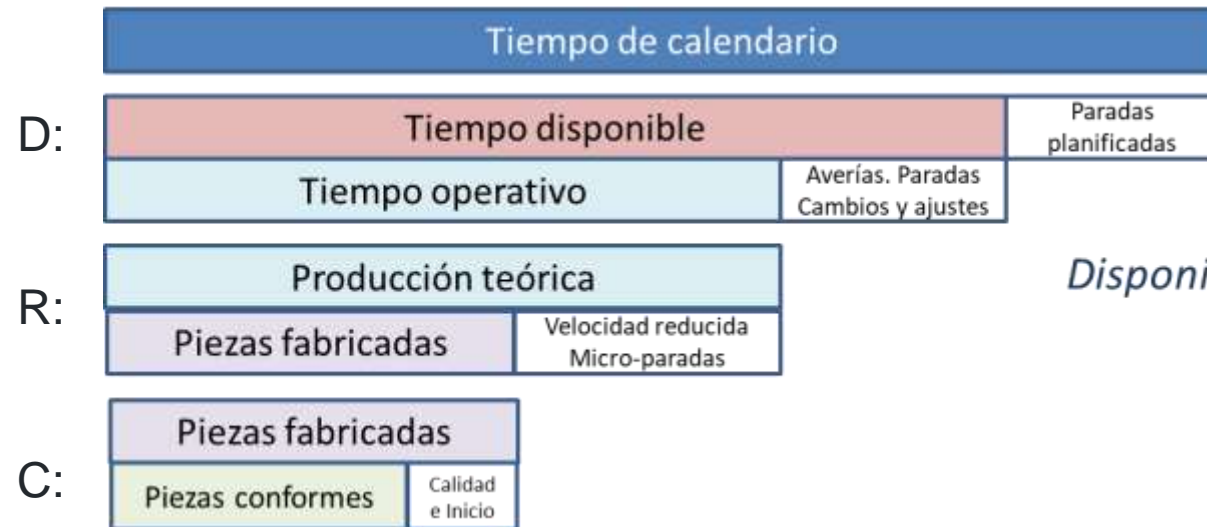 Tiempo de calendario
D:
Tiempo disponible
Paradas
planificadas
Tiempo operativo
Averías. Paradas
Cambios y ajustes
R:
Producción teórica
Disponi
Piezas fabricadas
Velocidad reducida
Micro-paradas
C:
Piezas fabricadas
Piezas conformes
Calidad
e Inicio